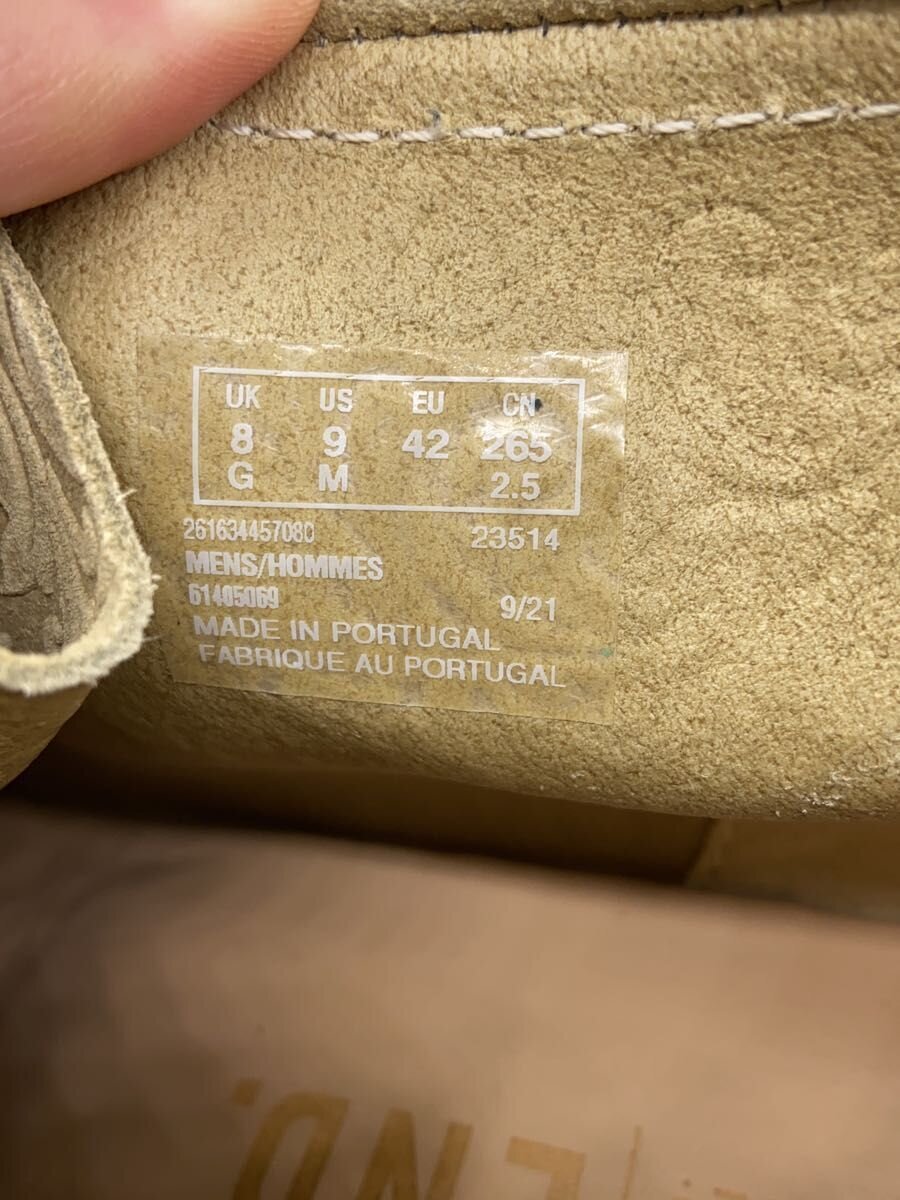 UK US EU CN
8 9 42 265
G M 2.5
261634457080 23514
MENS/HOMMES
61405069 9/21
MADE IN PORTUGAL
FABRIQUE AU PORTUGAL
END.